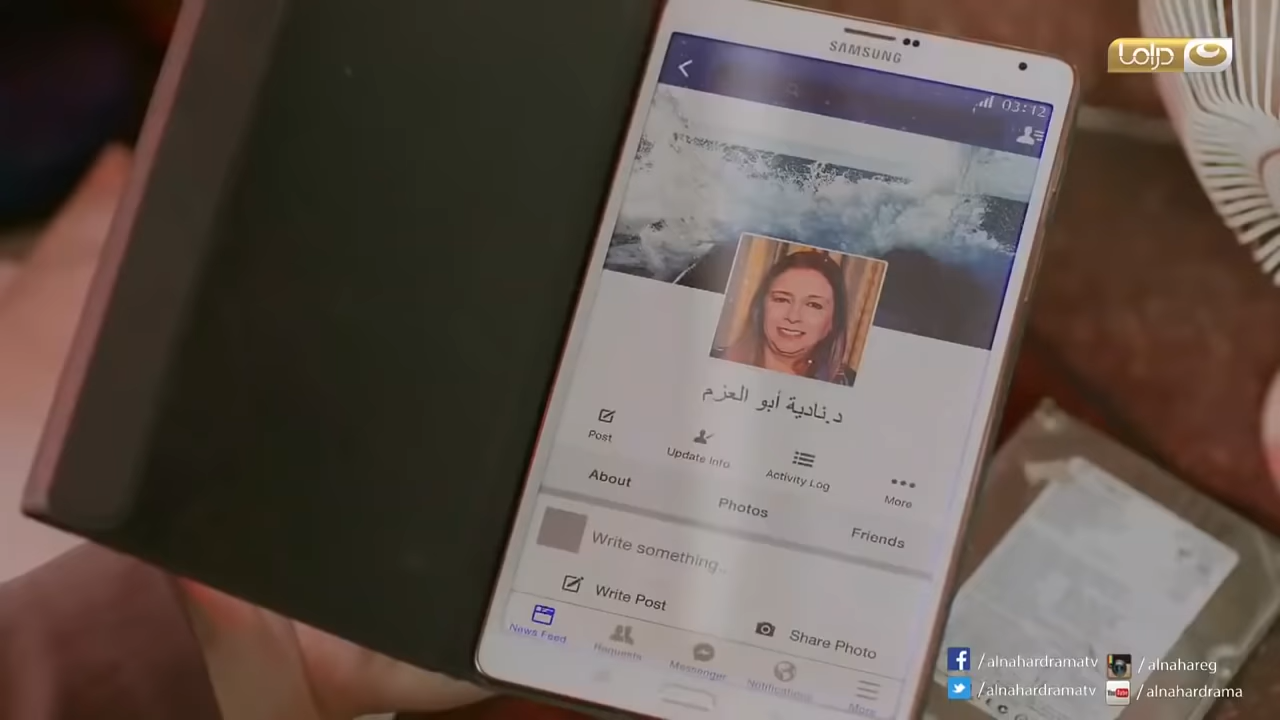 SAMSUNG
دراما
03:12
د.نادية أبو العزم
Post
Update Info
Activity Log
More
About
Photos
Friends
Write something..
Write Post
Share Photo
News Feed
Requests
Messenger
Notifications
More
/alnahardramatv
/alnahareg
/alnahardramatv
/alnahardrama